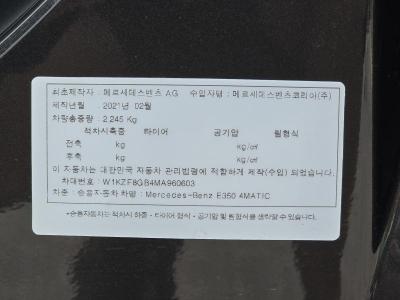 최초제작자 : 메르세데스벤츠 AG 수입자명 : 메르세데스벤츠코리아(주)
제작년월 : 2021년 02월
차량총중량 : 2,245 Kg
적차시축중 타이어 공기압 림형식
전축 kg kg/㎠
후축 kg kg/㎠
이 자동차는 대한민국 자동차 관리법령에 적합하게 제작(수입) 되었음
차대번호 : W1KZF8GB4MA960603
차종 : 승용자동차 차명 : Mercedes-Benz E350 4MATIC
*승용자동차는 적차시 하중 - 타이어 형식 - 공기압 및 림형식를 생략할 수 있습니다.